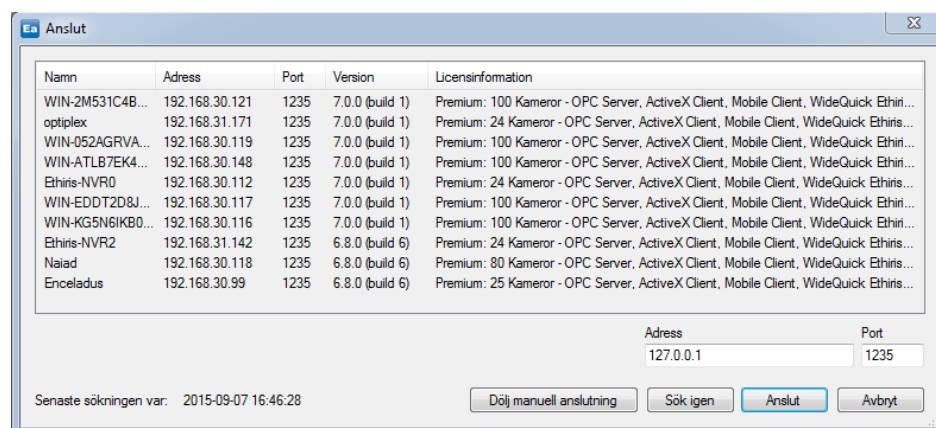 Ea Anslut
Namn Adress Port Version Licensinformation
WIN-2M531C4B... 192.168.30.121 1235 7.0.0 (build 1) Premium: 100 Kameror - OPC Server, ActiveX Client, Mobile Client, WideQuick Ethiri...
optiplex 192.168.31.171 1235 7.0.0 (build 1) Premium: 24 Kameror - OPC Server, ActiveX Client, Mobile Client, WideQuick Ethiris...
WIN-052AGRVA... 192.168.30.119 1235 7.0.0 (build 1) Premium: 100 Kameror - OPC Server, ActiveX Client, Mobile Client, WideQuick Ethiri...
WIN-ATLB7EK4... 192.168.30.148 1235 7.0.0 (build 1) Premium: 100 Kameror - OPC Server, ActiveX Client, Mobile Client, WideQuick Ethiri...
Ethiris-NVR0 192.168.30.112 1235 7.0.0 (build 1) Premium: 24 Kameror - OPC Server, ActiveX Client, Mobile Client, WideQuick Ethiris...
WIN-EDDT2D8J... 192.168.30.117 1235 7.0.0 (build 1) Premium: 100 Kameror - OPC Server, ActiveX Client, Mobile Client, WideQuick Ethiri...
WIN-KG5N6IKB0... 192.168.30.116 1235 7.0.0 (build 1) Premium: 100 Kameror - OPC Server, ActiveX Client, Mobile Client, WideQuick Ethiri...
Ethiris-NVR2 192.168.31.142 1235 6.8.0 (build 6) Premium: 24 Kameror - OPC Server, ActiveX Client, Mobile Client, WideQuick Ethiris...
Naiad 192.168.30.118 1235 6.8.0 (build 6) Premium: 80 Kameror - OPC Server, ActiveX Client, Mobile Client, WideQuick Ethiris...
Enceladus 192.168.30.99 1235 6.8.0 (build 6) Premium: 25 Kameror - OPC Server, ActiveX Client, Mobile Client, WideQuick Ethiris...
Adress Port
127.0.0.1 1235
Senaste sökningen var: 2015-09-07 16:46:28 Dölj manuell anslutning Sök igen Anslut Avbryt